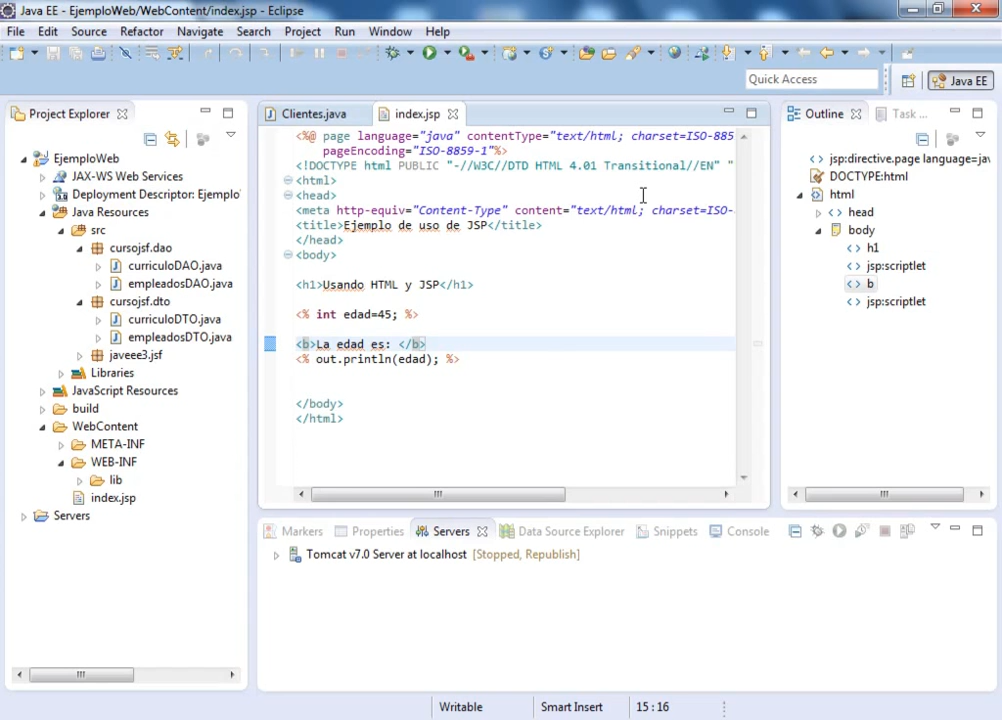 Java EE - EjemploWeb/WebContent/index.jsp - Eclipse
File Edit Source Refactor Navigate Search Project Run Window Help
Quick Access
Java EE
Project Explorer
EjemploWeb
JAX-WS Web Services
Deployment Descriptor: Ejemplo
Java Resources
src
cursojsf.dao
curriculoDAO.java
empleadosDAO.java
cursojsf.dto
curriculoDTO.java
empleadosDTO.java
javaee3.jsf
Libraries
JavaScript Resources
build
WebContent
META-INF
WEB-INF
lib
index.jsp
Servers
Clientes.java index.jsp
<%@ page language="java" contentType="text/html; charset=ISO-885
pageEncoding="ISO-8859-1"%>
<!DOCTYPE html PUBLIC "-//W3C//DTD HTML 4.01 Transitional//EN" "
<html>
<head>
<meta http-equiv="Content-Type" content="text/html; charset=ISO-
<title>Ejemplo de uso de JSP</title>
</head>
<body>
<h1>Usando HTML y JSP</h1>
<% int edad=45; %>
<b>La edad es: </b>
<% out.println(edad); %>
</body>
</html>
Outline Task ...
jsp:directive.page language=jav
DOCTYPE:html
html
head
body
h1
jsp:scriptlet
b
jsp:scriptlet
Markers Properties Servers Data Source Explorer Snippets Console
Tomcat v7.0 Server at localhost [Stopped, Republish]
Writable Smart Insert 15 : 16